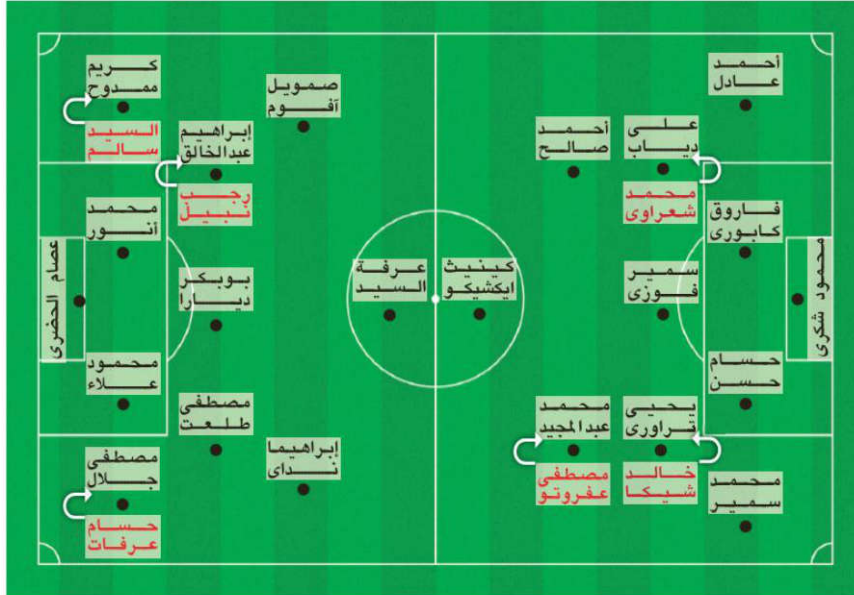 كريم
ممدوح
السيد
سالم
إبراهيم
عبدالخالق
رجب
نبيل
صمويل
آفوم
محمد
أنور
عصام الحضرى
بوبكر
ديارا
عرفة
السيد
محمود
علاء
مصطفى
طلعت
إبراهيما
نداى
مصطفى
جلال
حسام
عرفات
أحمد
عادل
على
دياب
محمد
شعراوى
أحمد
صالح
فاروق
كابورى
محمود شكرى
سمير
فوزى
كينيث
ايكشيكو
حسام
حسن
يحيى
تراورى
خالد
شيكا
محمد
عبدالمجيد
مصطفى
عفروتو
محمد
سمير